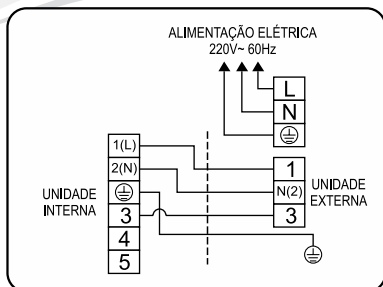 ALIMENTAÇÃO ELÉTRICA
220V~ 60Hz
L
N
1(L)
2(N)
3
4
5
UNIDADE
INTERNA
1
N(2)
3
UNIDADE
EXTERNA